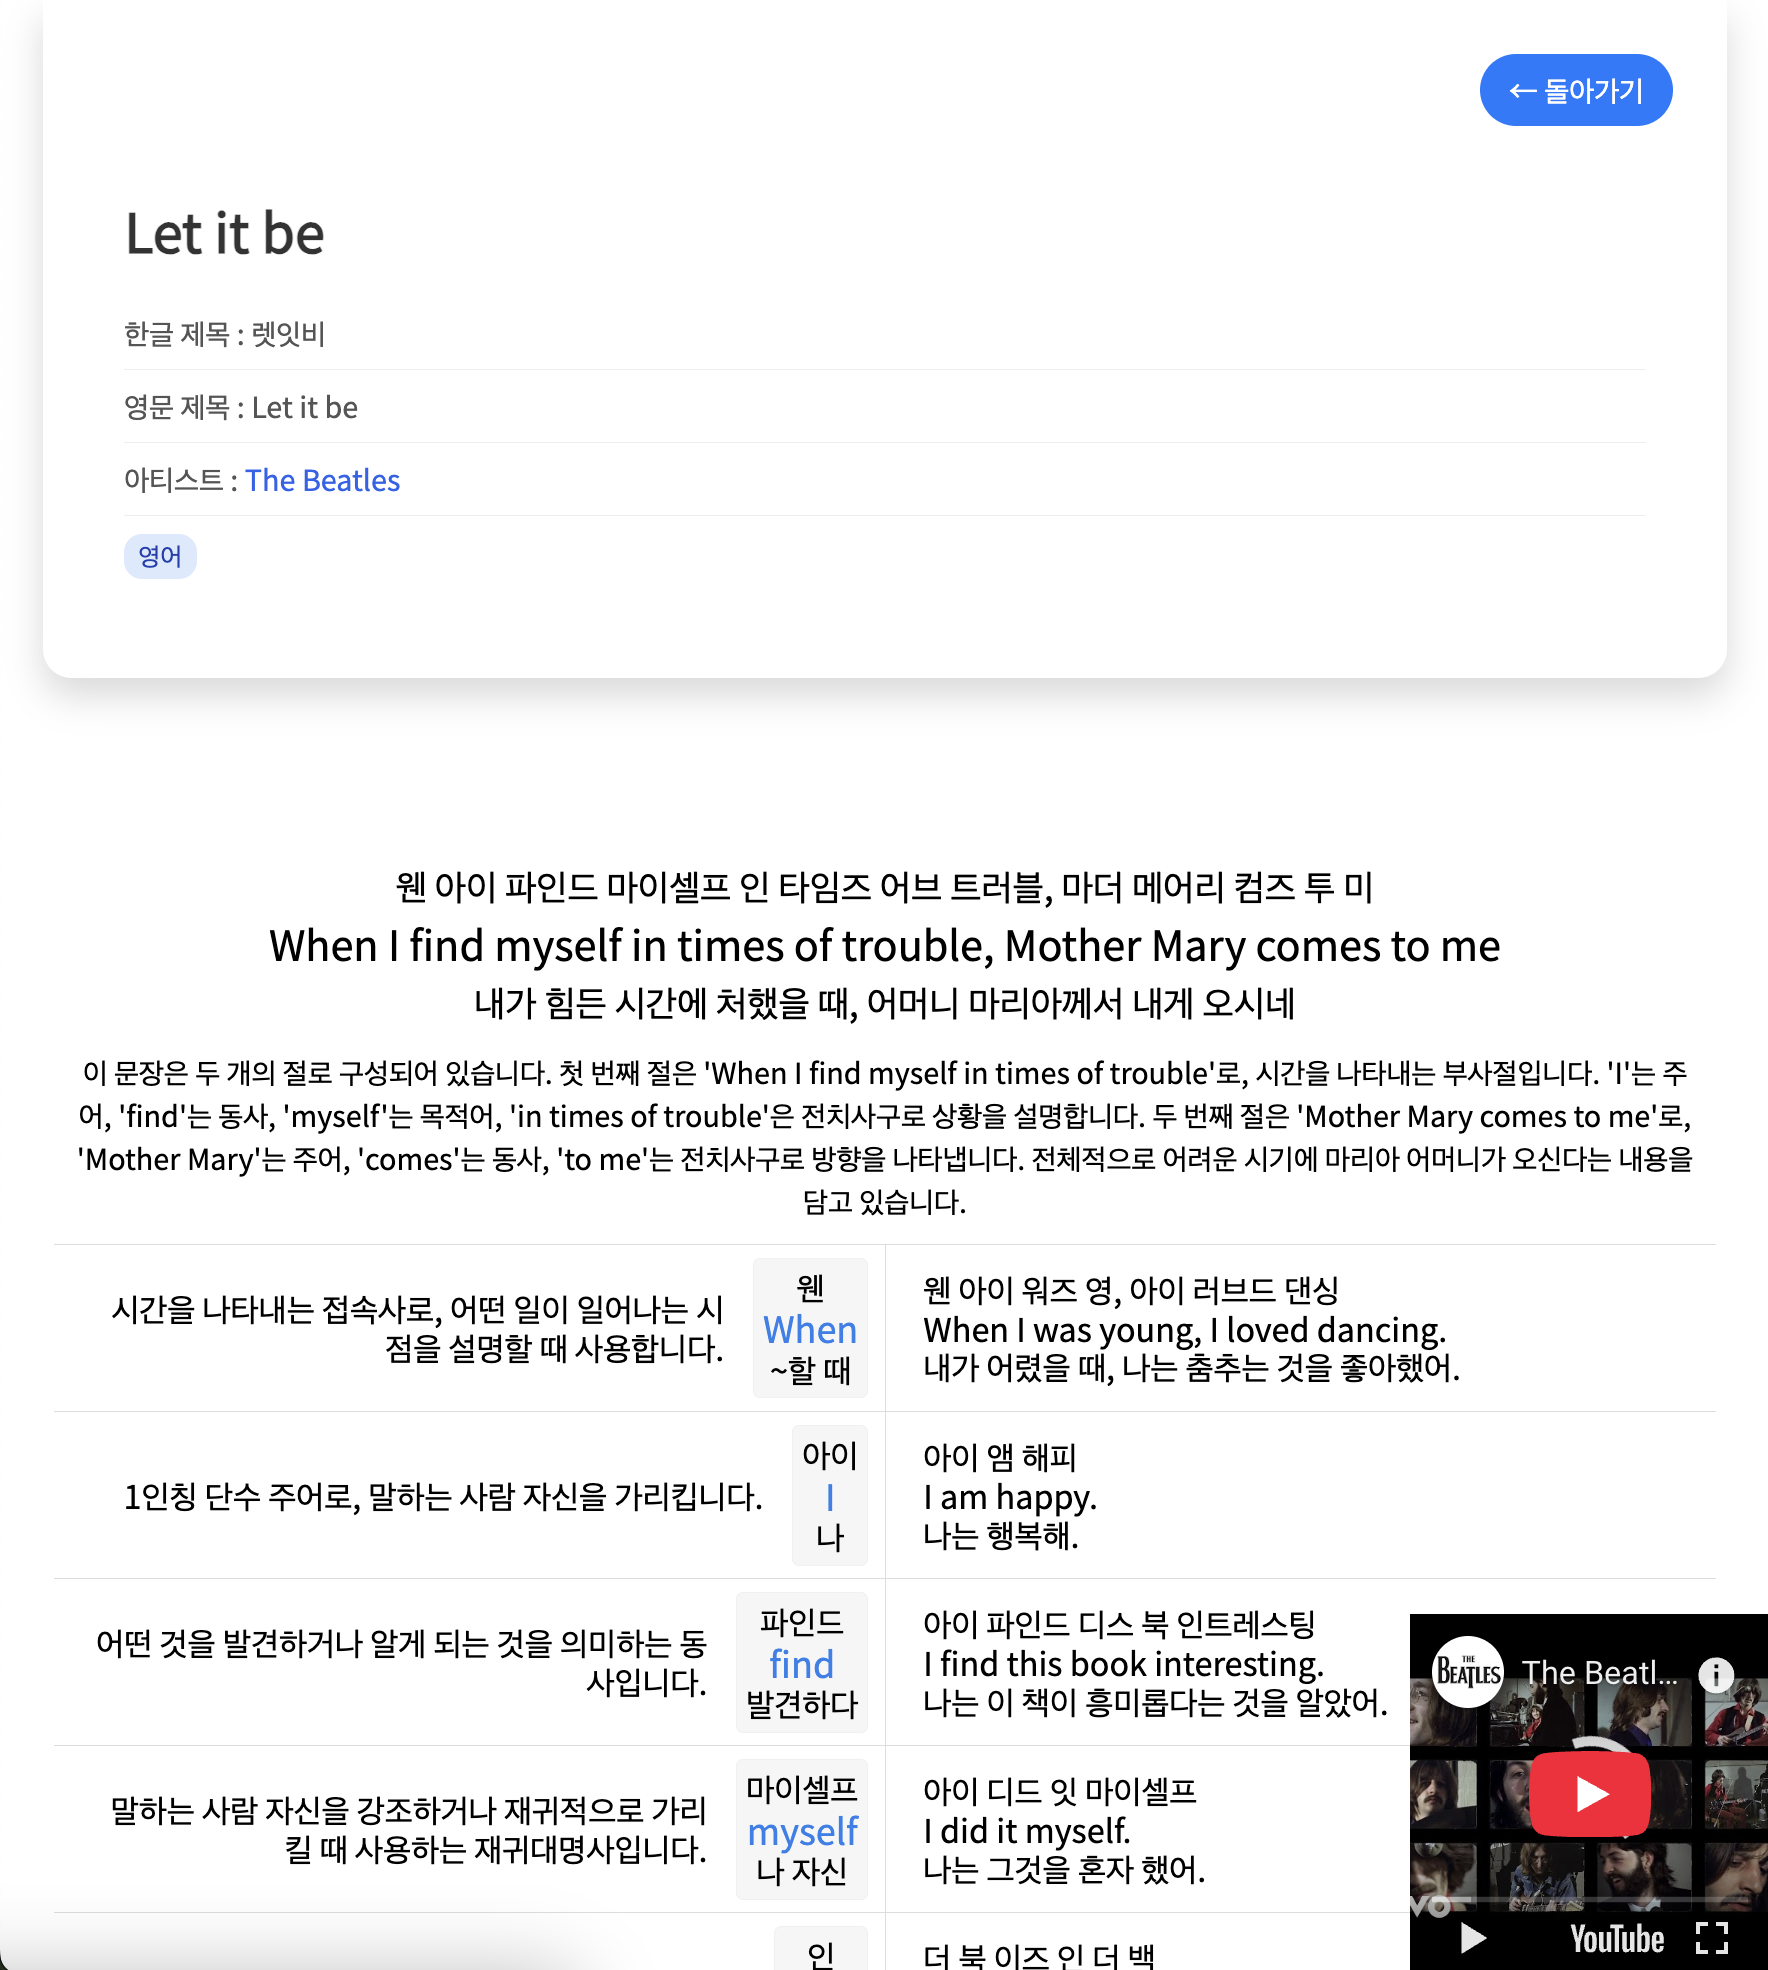 ← 돌아가기
Let it be
한글 제목 : 렛잇비
영문 제목 : Let it be
아티스트 : The Beatles
영어
웬 아이 파인드 마이셀프 인 타임즈 어브 트러블, 마더 메어리 컴즈 투 미
When I find myself in times of trouble, Mother Mary comes to me
내가 힘든 시간에 처했을 때, 어머니 마리아께서 내게 오시네
이 문장은 두 개의 절로 구성되어 있습니다. 첫 번째 절은 'When I find myself in times of trouble'로, 시간을 나타내는 부사절입니다. 'I'는 주
어, 'find'는 동사, 'myself'는 목적어, 'in times of trouble'은 전치사구로 상황을 설명합니다. 두 번째 절은 'Mother Mary comes to me'로,
'Mother Mary'는 주어, 'comes'는 동사, 'to me'는 전치사구로 방향을 나타냅니다. 전체적으로 어려운 시기에 마리아 어머니가 오신다는 내용을
담고 있습니다.
시간을 나타내는 접속사로, 어떤 일이 일어나는 시
점을 설명할 때 사용합니다.
웬
When
~할 때
웬 아이 워즈 영, 아이 러브드 댄싱
When I was young, I loved dancing.
내가 어렸을 때, 나는 춤추는 것을 좋아했어.
1인칭 단수 주어로, 말하는 사람 자신을 가리킵니다.
아이
I
나
아이 앰 해피
I am happy.
나는 행복해.
어떤 것을 발견하거나 알게 되는 것을 의미하는 동
사입니다.
파인드
find
발견하다
아이 파인드 디스 북 인트레스팅
I find this book interesting.
나는 이 책이 흥미롭다는 것을 알았어.
말하는 사람 자신을 강조하거나 재귀적으로 가리
킬 때 사용하는 재귀대명사입니다.
마이셀프
myself
나 자신
아이 디드 잇 마이셀프
I did it myself.
나는 그것을 혼자 했어.
인
더 북 이즈 인 더 백
THE
BEATLES
The Beatl...
vo
YouTube